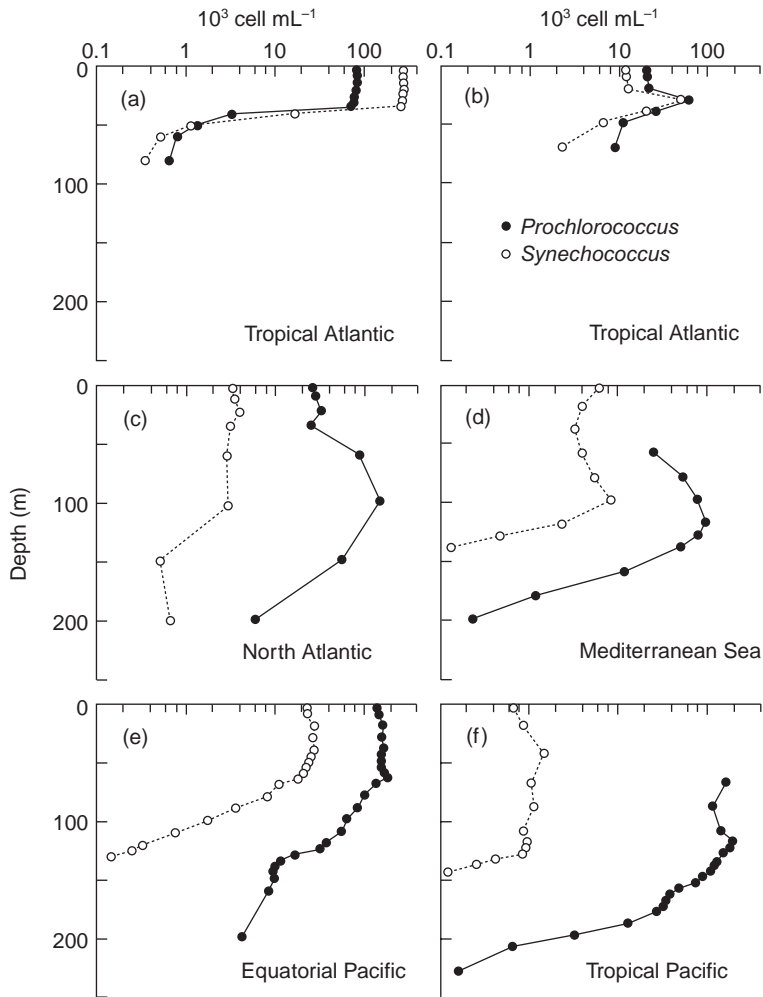 10³ cell mL⁻¹ 10³ cell mL⁻¹
0.1 1 10 100 0.1 1 10 100
0
100
200
(a)
Tropical Atlantic
(b)
Prochlorococcus
Synechococcus
Tropical Atlantic
Depth (m)
0
100
200
(c)
North Atlantic
(d)
Mediterranean Sea
0
100
200
(e)
Equatorial Pacific
(f)
Tropical Pacific